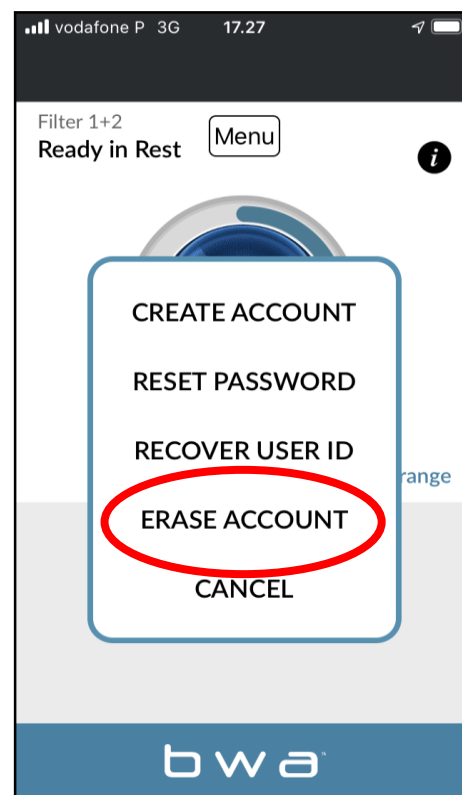 vodafone P 3G 17.27
Filter 1+2
Ready in Rest
Menu
i
CREATE ACCOUNT
RESET PASSWORD
RECOVER USER ID
range
ERASE ACCOUNT
CANCEL
bwa